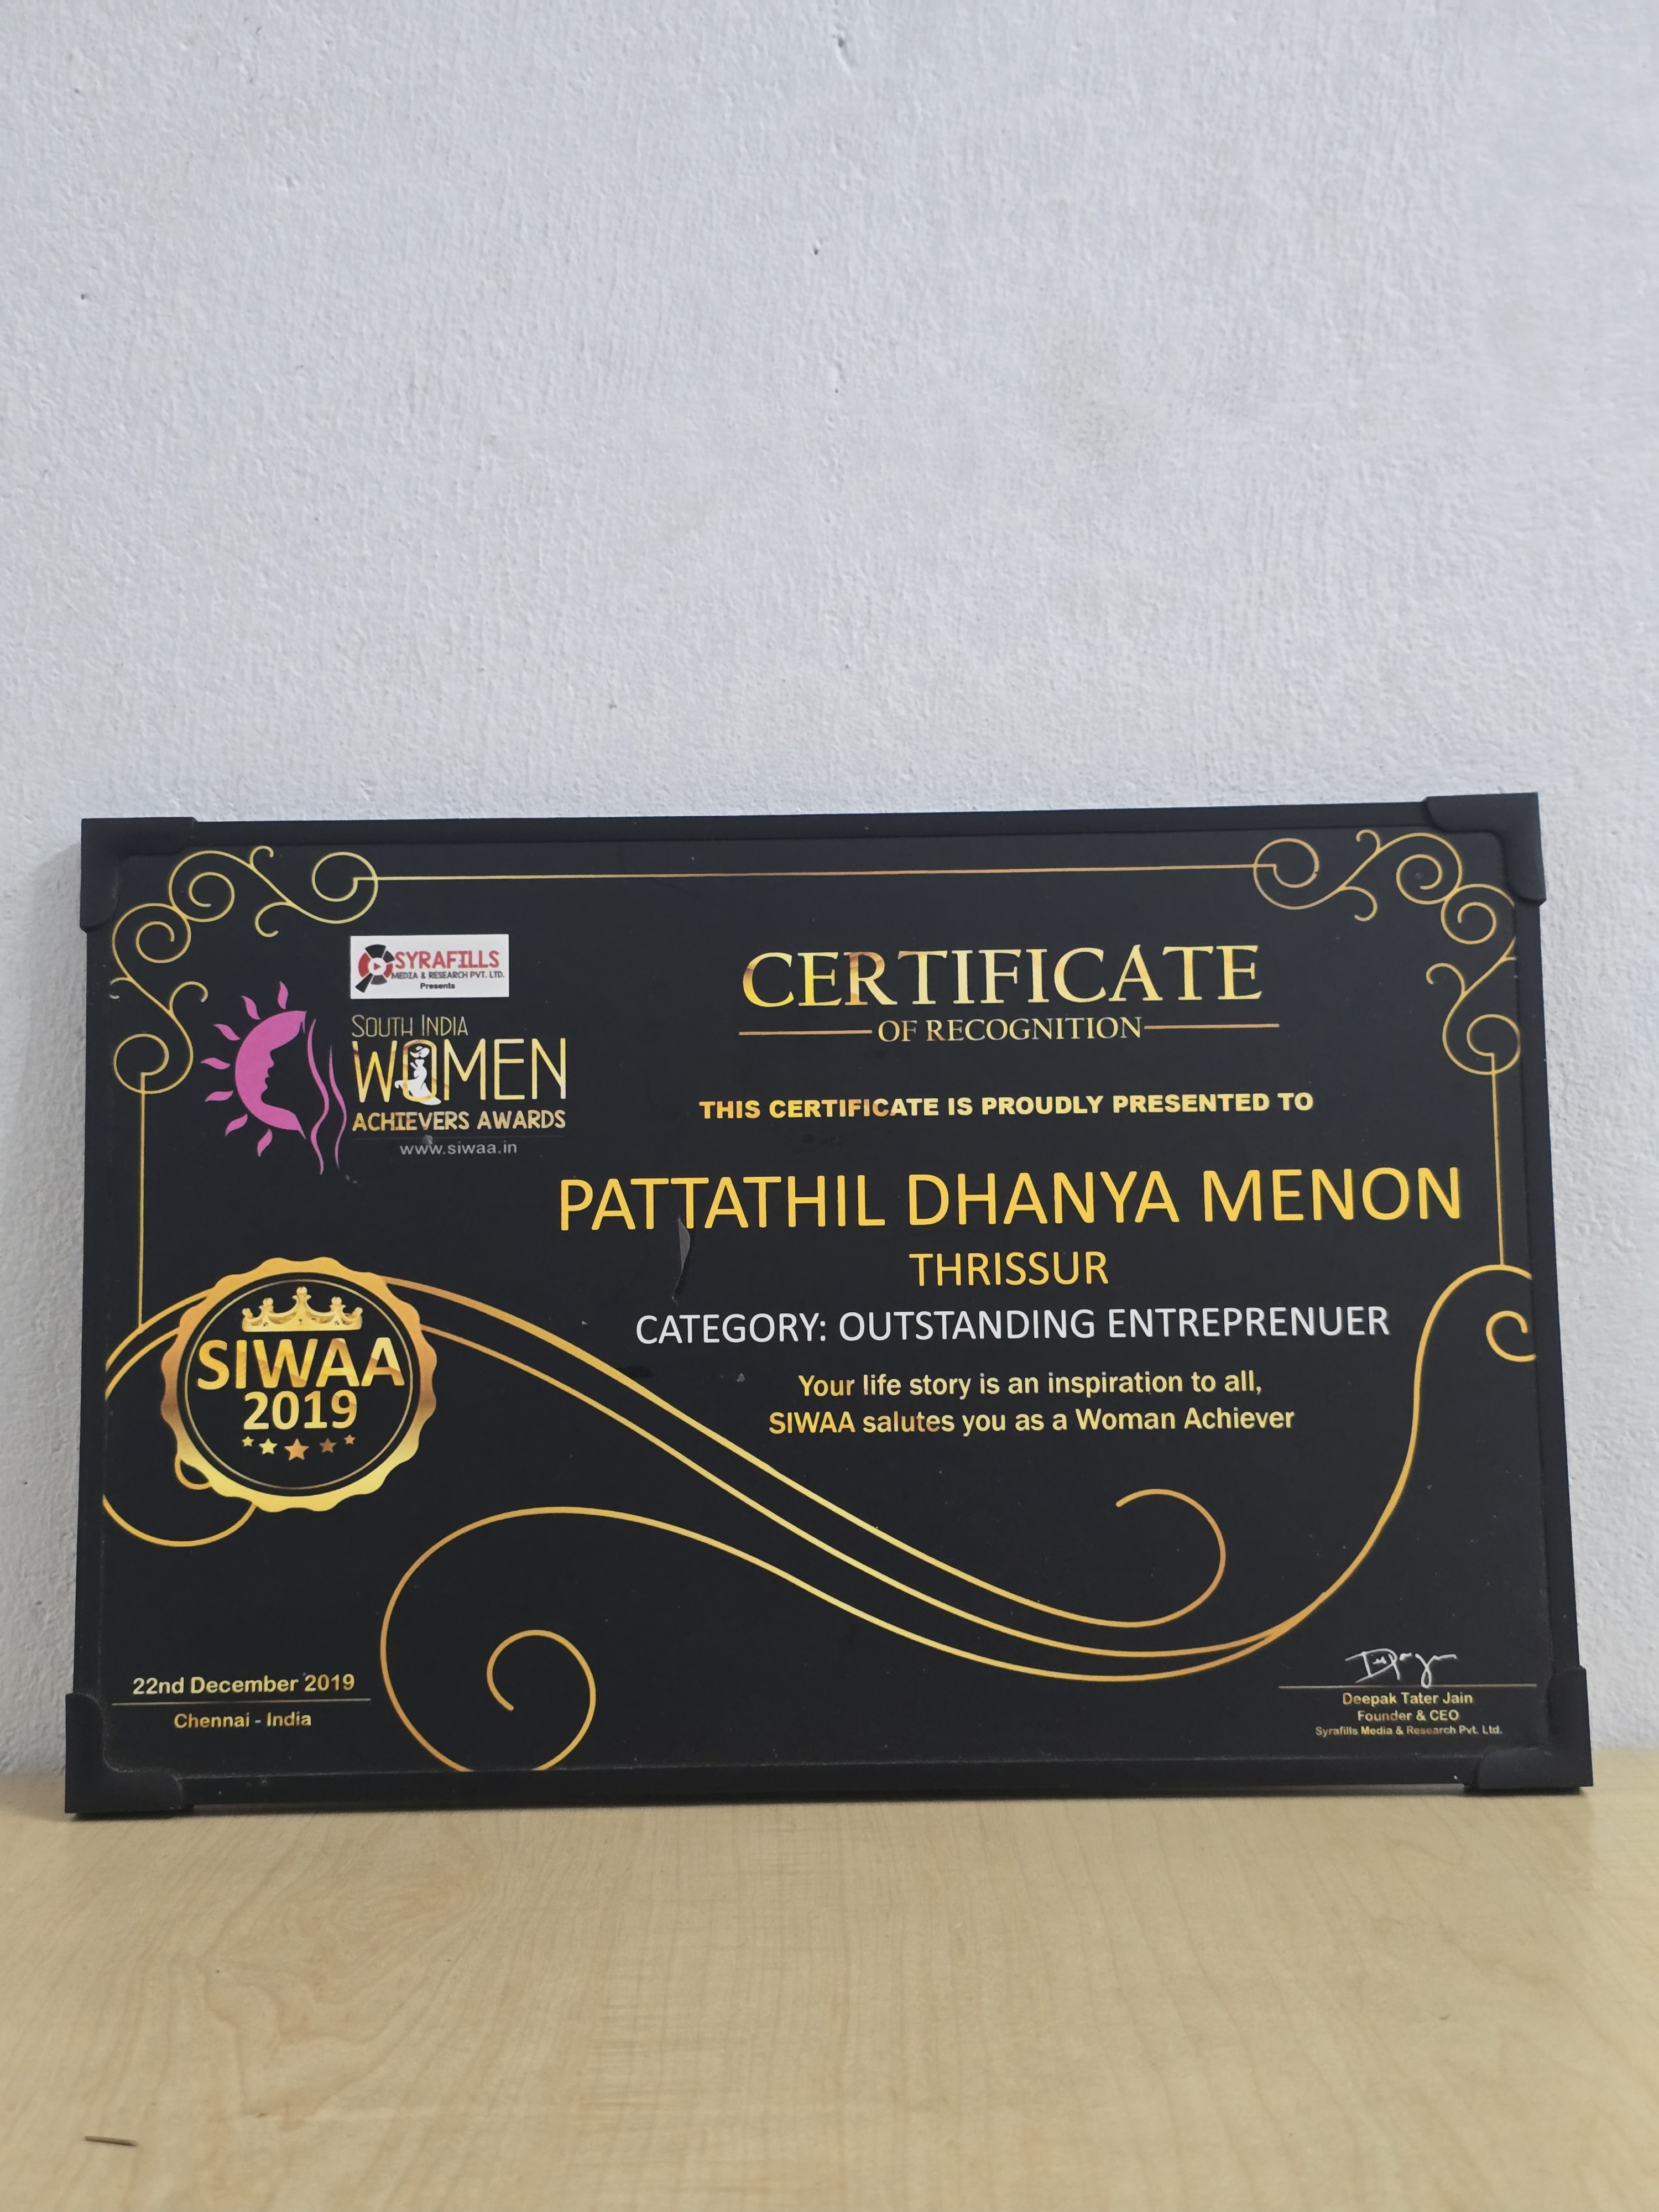 SYRAFILLS
MEDIA & RESEARCH PVT. LTD.
Presents
SOUTH INDIA
WOMEN
ACHIEVERS AWARDS
www.siwaa.in
CERTIFICATE
OF RECOGNITION
THIS CERTIFICATE IS PROUDLY PRESENTED TO
PATTATHIL DHANYA MENON
THRISSUR
CATEGORY: OUTSTANDING ENTREPRENUER
Your life story is an inspiration to all,
SIWAA salutes you as a Woman Achiever
SIWAA
2019
22nd December 2019
Chennai - India
Deepak Tater Jain
Founder & CEO
Syrafills Media & Research Pvt. Ltd.